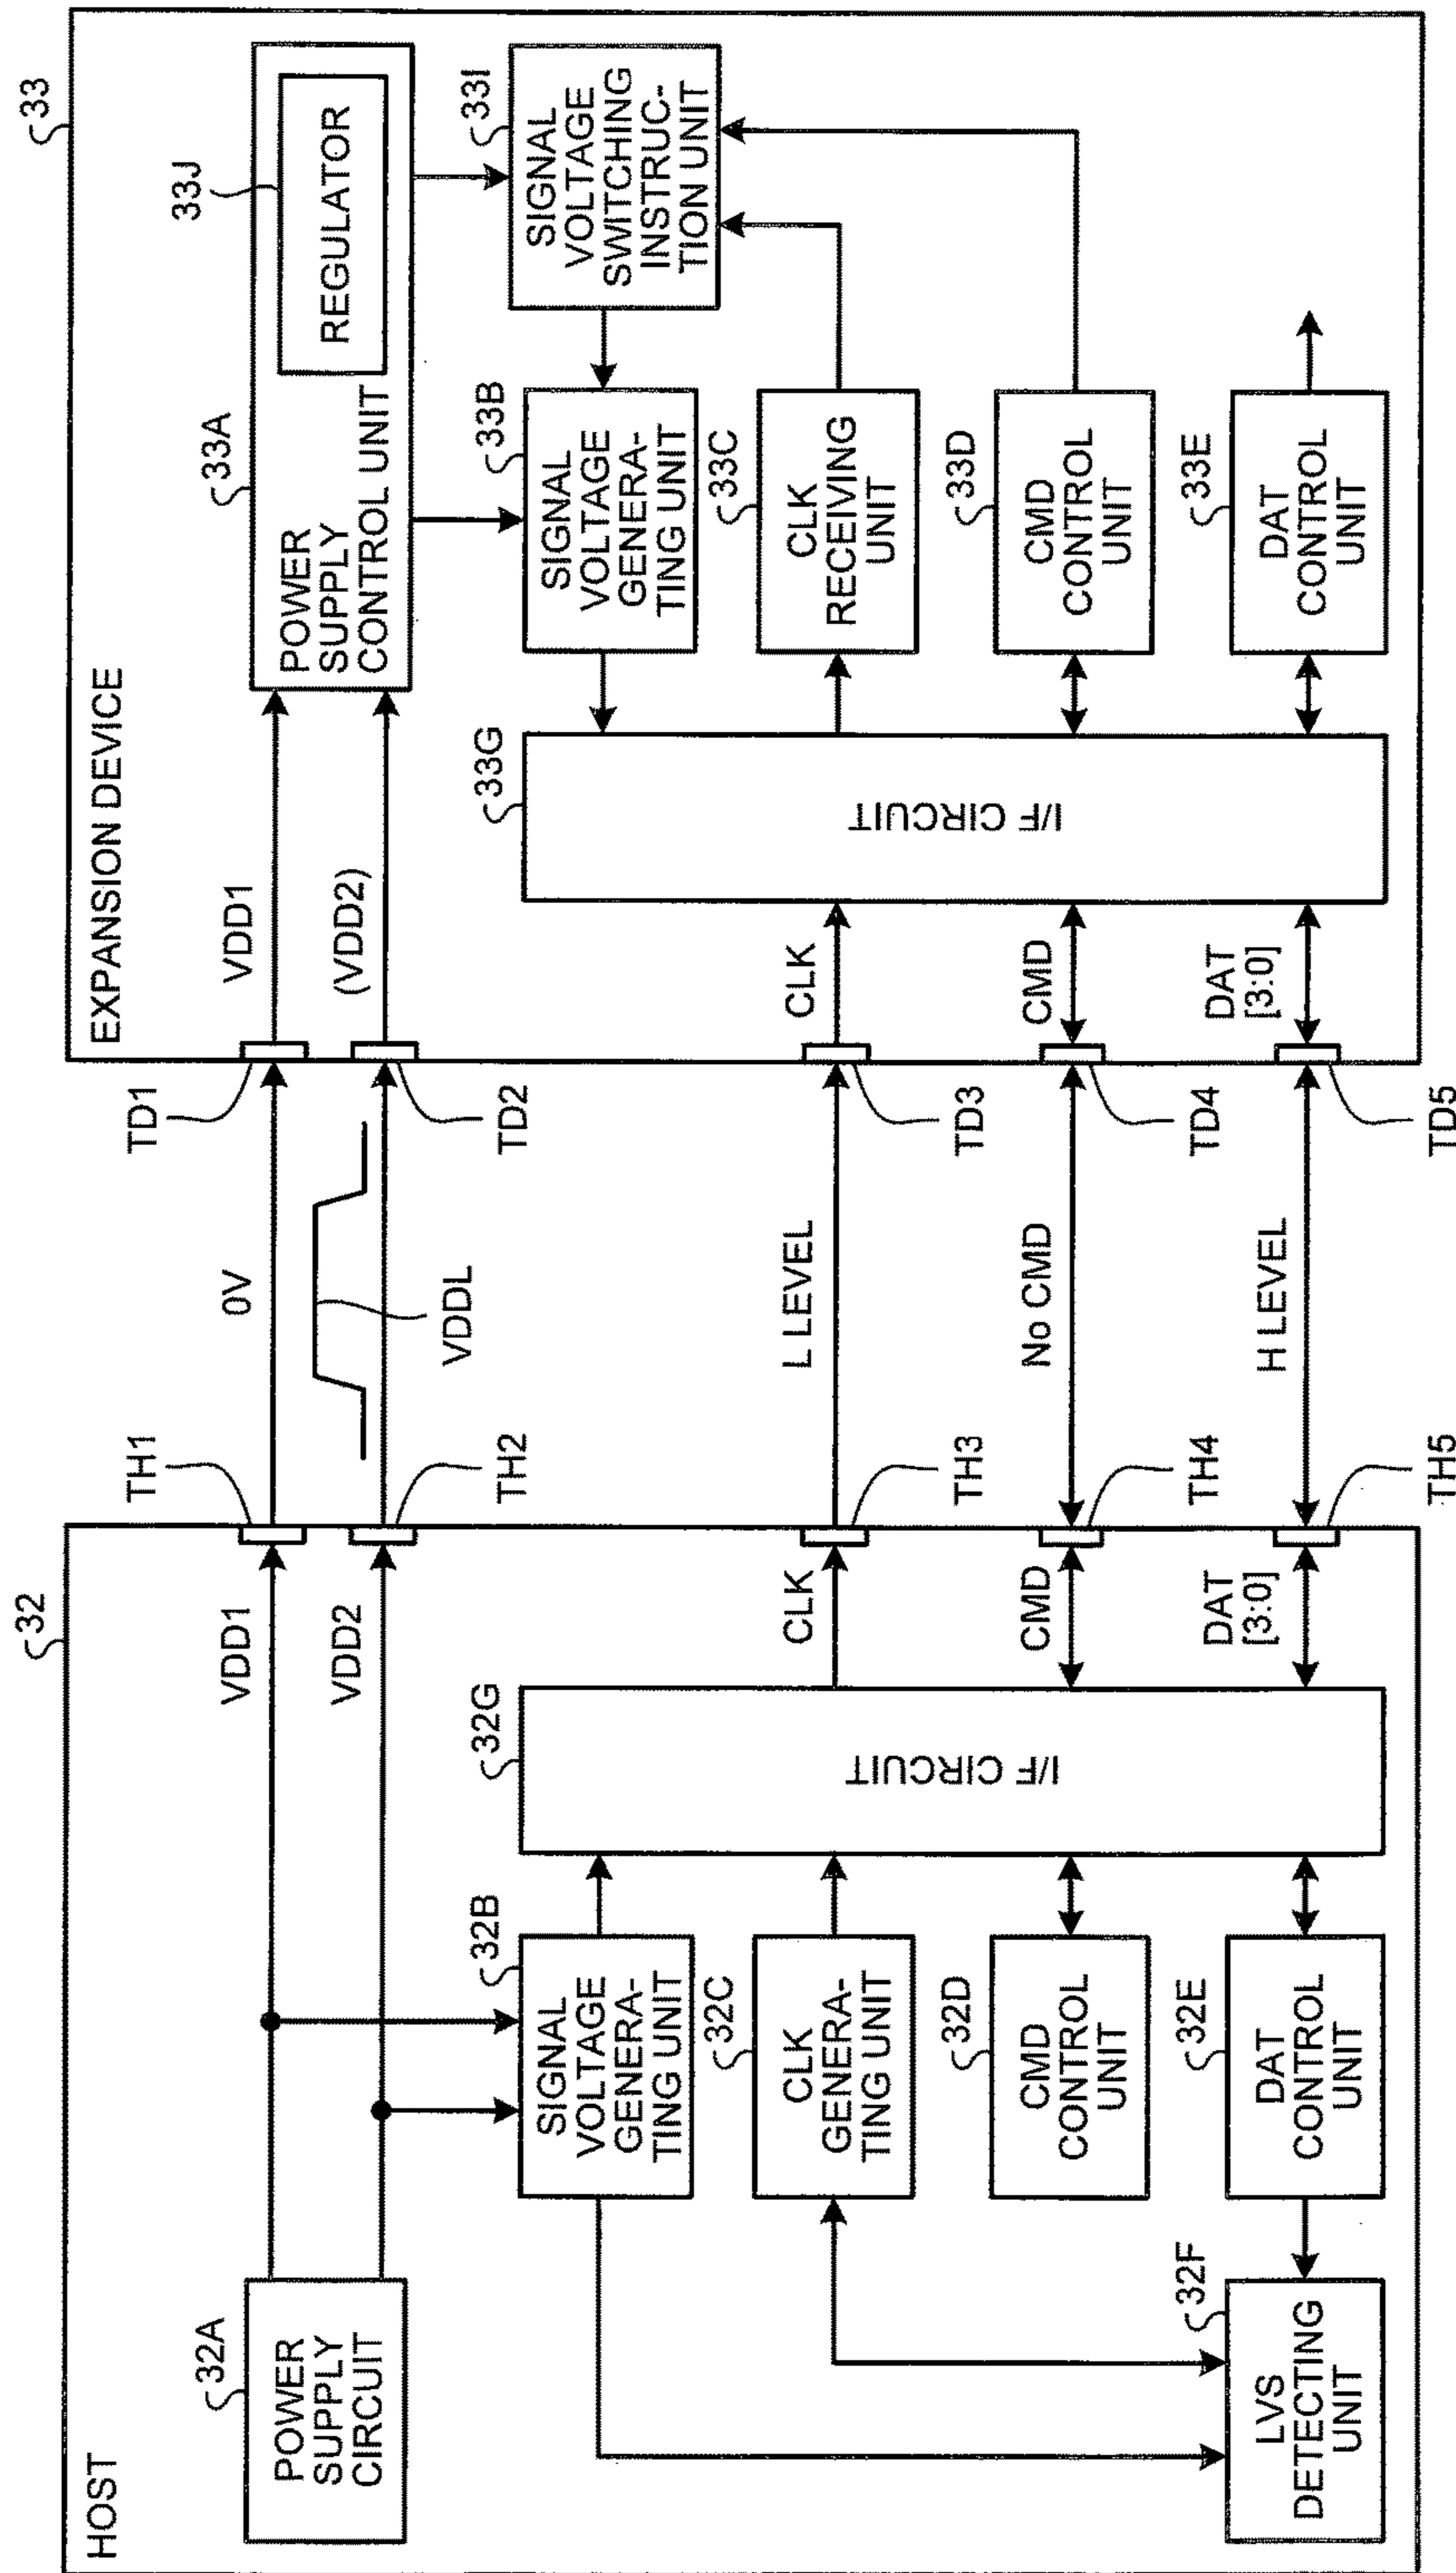 HOST
32
32A
POWER
SUPPLY
CIRCUIT
VDD1
VDD2
32B
SIGNAL
VOLTAGE
GENERA-
TING UNIT
32C
CLK
GENERA-
TING UNIT
32D
CMD
CONTROL
UNIT
32E
DAT
CONTROL
UNIT
32F
LVS
DETECTING
UNIT
32G
I/F CIRCUIT
CLK
CMD
DAT
[3:0]
TH1
TH2
TH3
TH4
TH5
0V
VDDL
L LEVEL
No CMD
H LEVEL
TD1
TD2
TD3
TD4
TD5
EXPANSION DEVICE
33
VDD1
(VDD2)
CLK
CMD
DAT
[3:0]
33G
I/F CIRCUIT
33A
POWER
SUPPLY
CONTROL UNIT
33J
REGULATOR
33B
SIGNAL
VOLTAGE
GENERA-
TING UNIT
33I
SIGNAL
VOLTAGE
SWITCHING
INSTRUC-
TION UNIT
33C
CLK
RECEIVING
UNIT
33D
CMD
CONTROL
UNIT
33E
DAT
CONTROL
UNIT